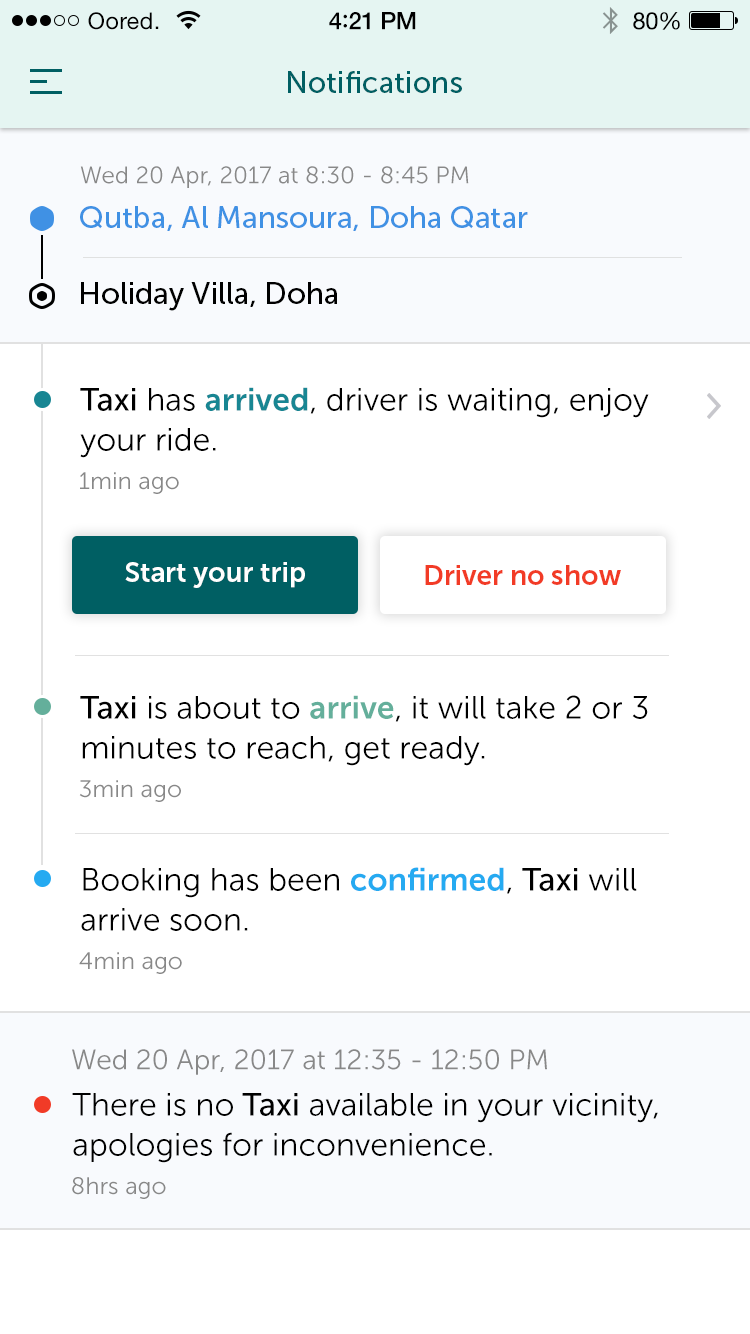 Oored. 4:21 PM 80%
Notifications
Wed 20 Apr, 2017 at 8:30 - 8:45 PM
Qutba, Al Mansoura, Doha Qatar
Holiday Villa, Doha
Taxi has arrived, driver is waiting, enjoy
your ride.
1min ago
Start your trip Driver no show
Taxi is about to arrive, it will take 2 or 3
minutes to reach, get ready.
3min ago
Booking has been confirmed, Taxi will
arrive soon.
4min ago
Wed 20 Apr, 2017 at 12:35 - 12:50 PM
There is no Taxi available in your vicinity,
apologies for inconvenience.
8hrs ago